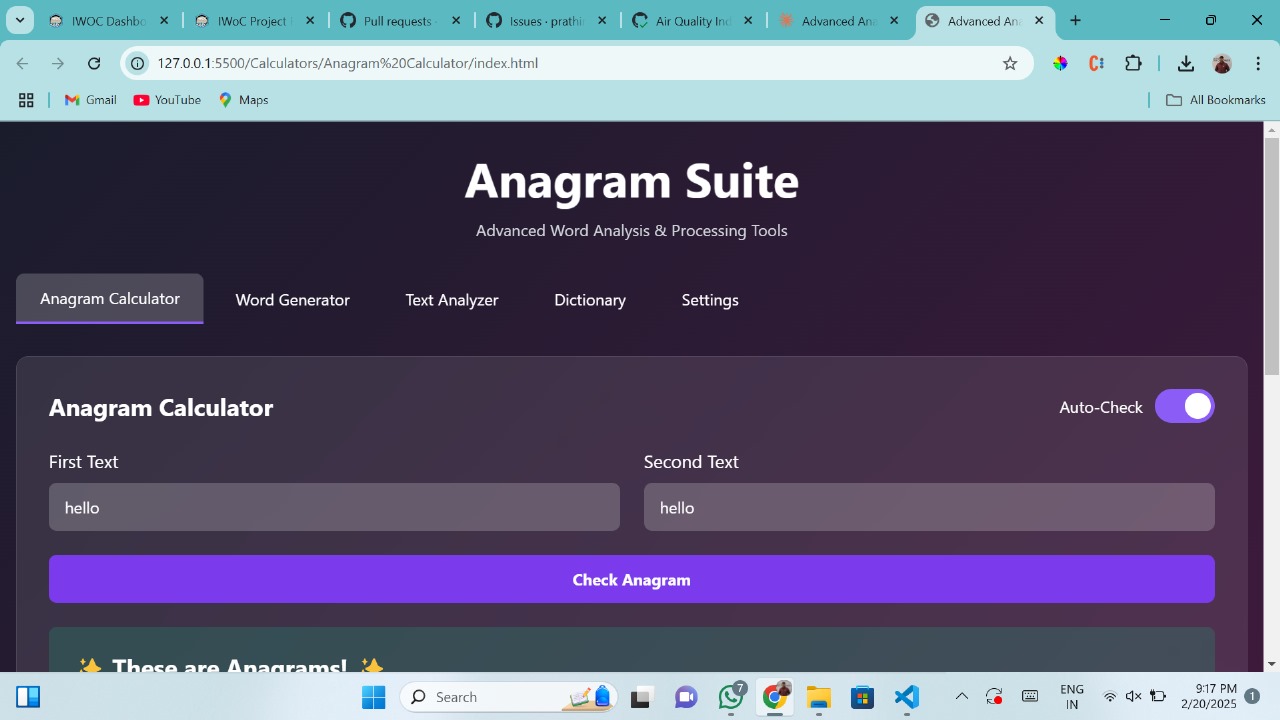 IWOC Dashbo
IWoC Project
Pull requests ·
Issues · prathi
Air Quality Ind
Advanced Ana
Advanced Ana
127.0.0.1:5500/Calculators/Anagram%20Calculator/index.html
Gmail
YouTube
Maps
All Bookmarks
Anagram Suite
Advanced Word Analysis & Processing Tools
Anagram Calculator
Word Generator
Text Analyzer
Dictionary
Settings
Anagram Calculator
Auto-Check
First Text
Second Text
hello
hello
Check Anagram
✨ These are Anagrams! ✨
Search
7
ENG
IN
9:17 PM
2/20/2025
1